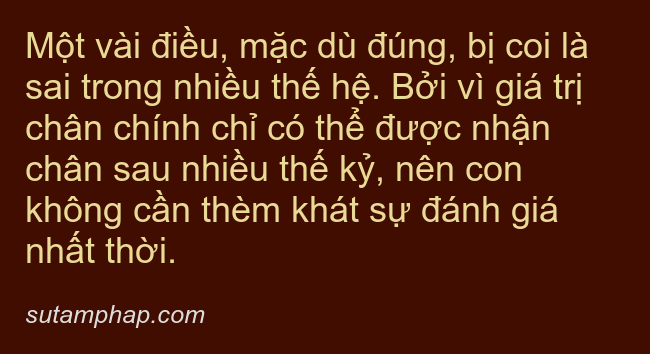 Một vài điều, mặc dù đúng, bị coi là
sai trong nhiều thế hệ. Bởi vì giá trị
chân chính chỉ có thể được nhận
chân sau nhiều thế kỷ, nên con
không cần thèm khát sự đánh giá
nhất thời.
sutamphap.com